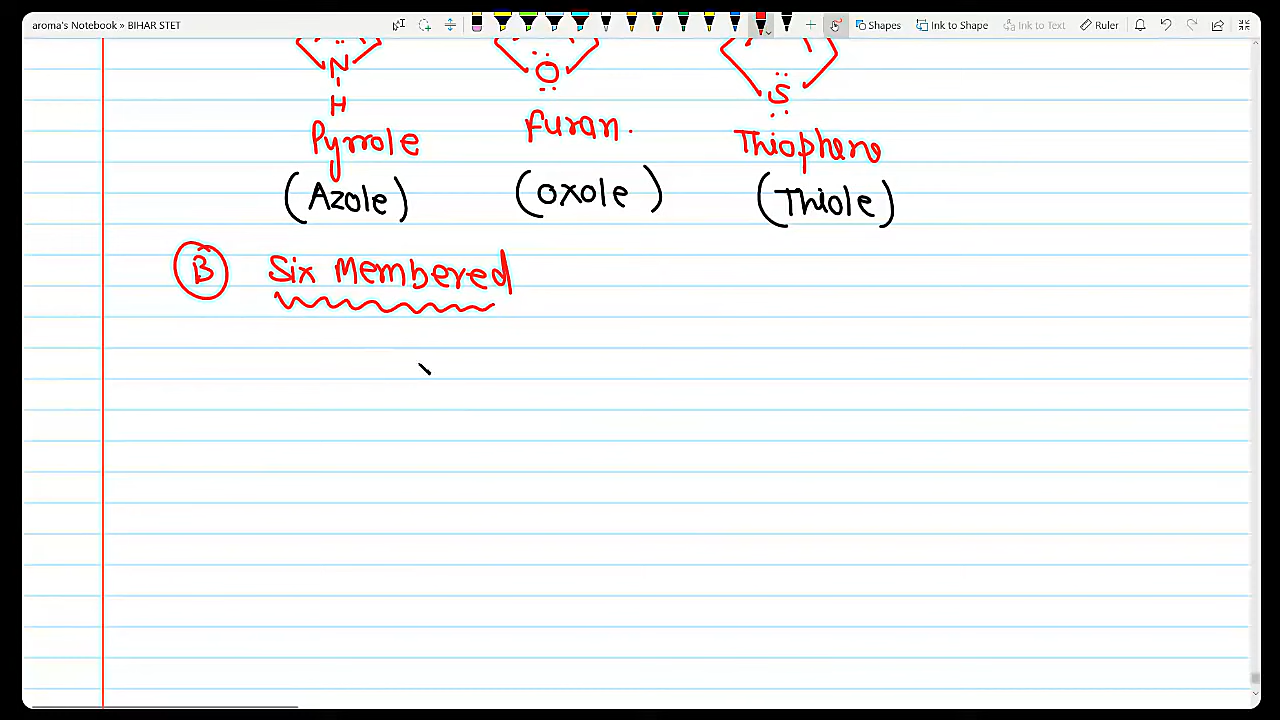 aroma's Notebook » BIHAR STET
Shapes Ink to Shape Ink to Text Ruler
N O S
H
Pyrrole Furan. Thiophene
(Azole) (Oxole) (Thiole)
B Six Membered